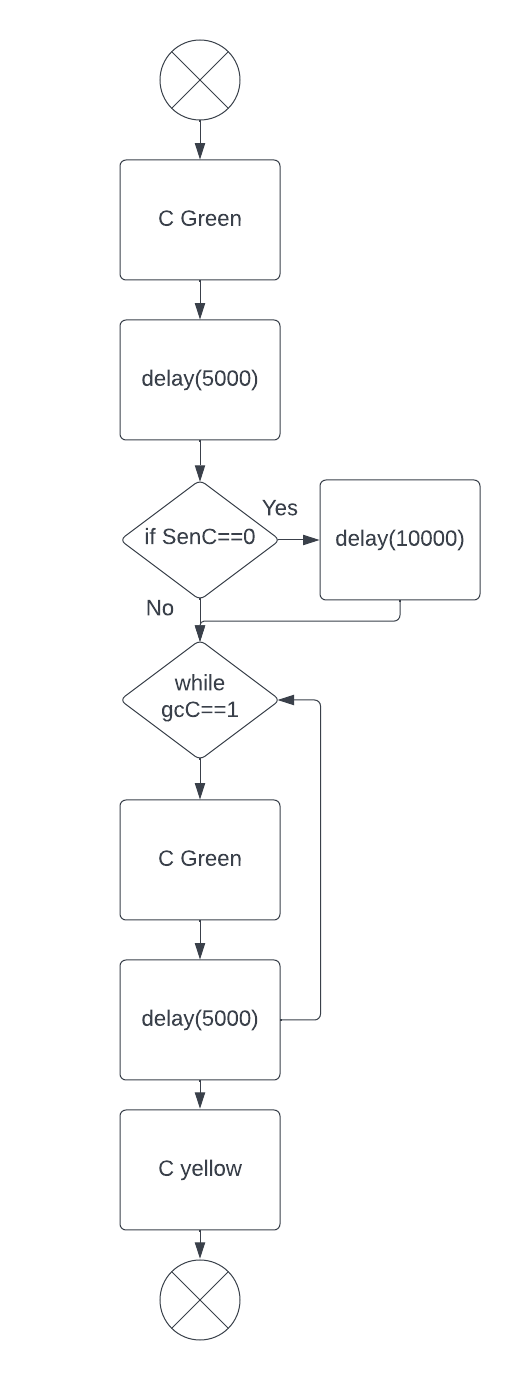 C Green
delay(5000)
if SenC==0
Yes
delay(10000)
No
while
gcC==1
C Green
delay(5000)
C yellow